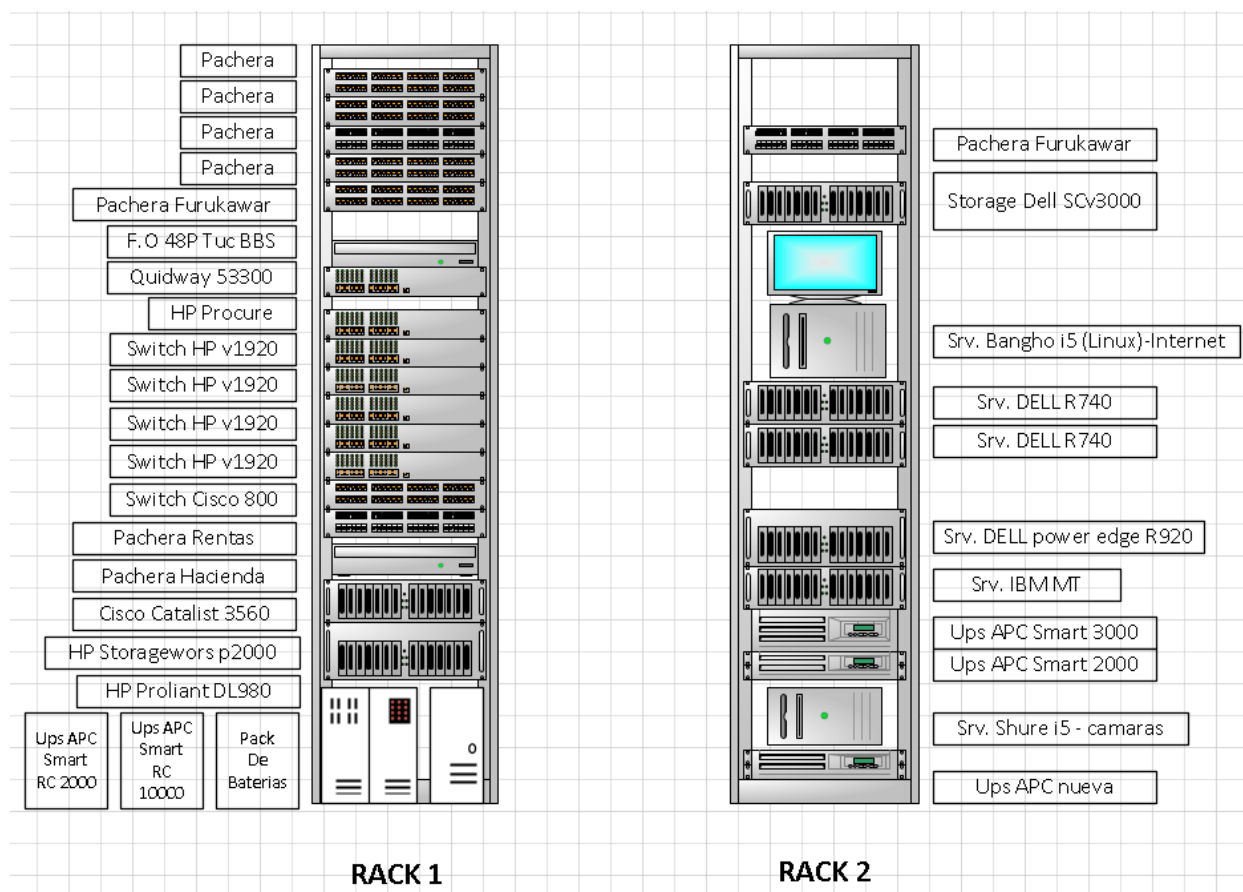 Pachera
Pachera
Pachera
Pachera
Pachera Furukawar
F.O 48P Tuc BBS
Quidway 53300
HP Procure
Switch HP v1920
Switch HP v1920
Switch HP v1920
Switch HP v1920
Switch Cisco 800
Pachera Rentas
Pachera Hacienda
Cisco Catalist 3560
HP Storagewors p2000
HP Proliant DL980
Ups APC
Smart
RC 2000
Ups APC
Smart
RC
10000
Pack
De
Baterias
RACK 1
Pachera Furukawar
Storage Dell SCv3000
Srv. Bangho i5 (Linux)-Internet
Srv. DELL R740
Srv. DELL R740
Srv. DELL power edge R920
Srv. IBM MT
Ups APC Smart 3000
Ups APC Smart 2000
Srv. Shure i5 - camaras
Ups APC nueva
RACK 2